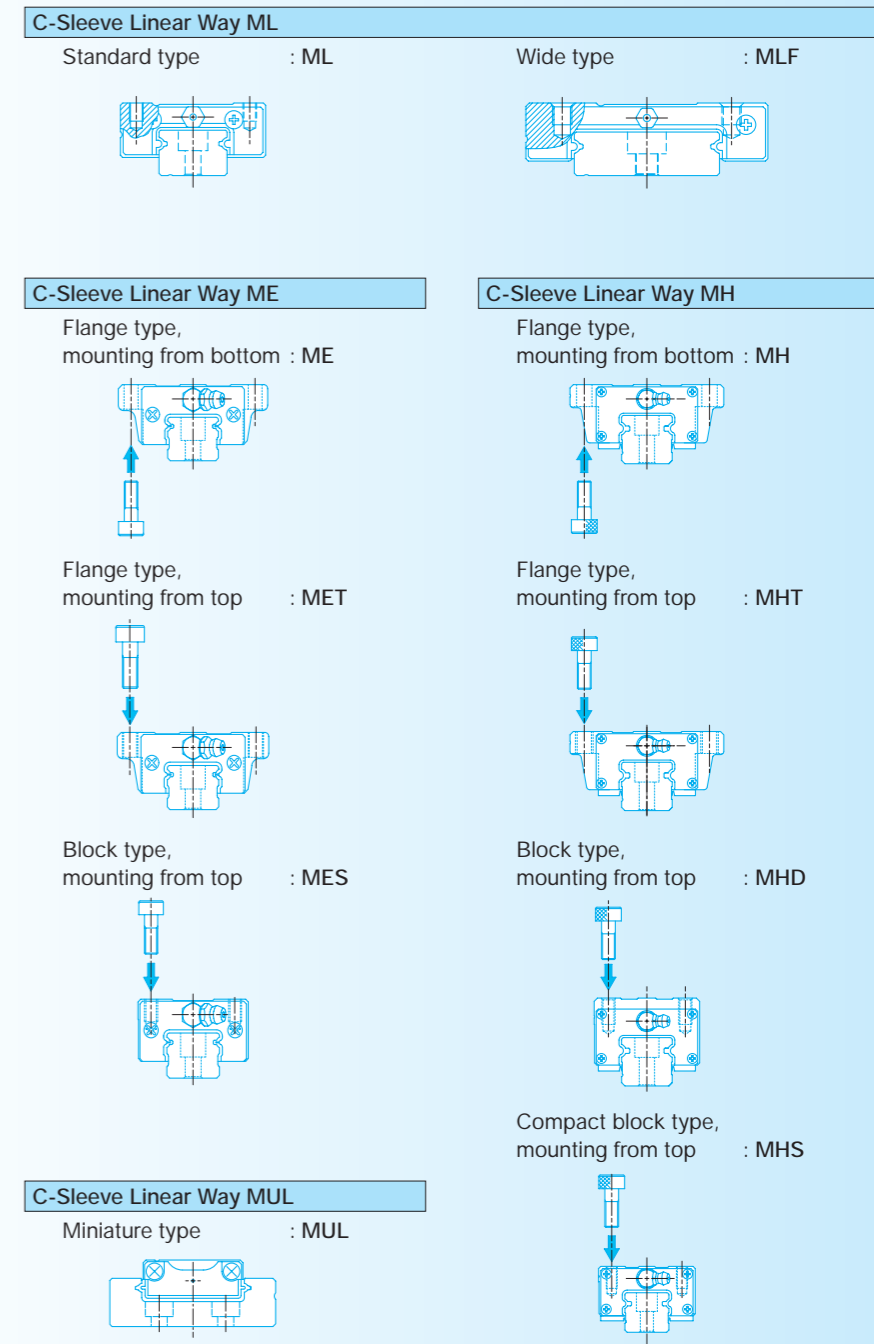 C-Sleeve Linear Way ML
Standard type : ML
Wide type : MLF
C-Sleeve Linear Way ME
Flange type,
mounting from bottom : ME
Flange type,
mounting from top : MET
Block type,
mounting from top : MES
C-Sleeve Linear Way MH
Flange type,
mounting from bottom : MH
Flange type,
mounting from top : MHT
Block type,
mounting from top : MHD
Compact block type,
mounting from top : MHS
C-Sleeve Linear Way MUL
Miniature type : MUL